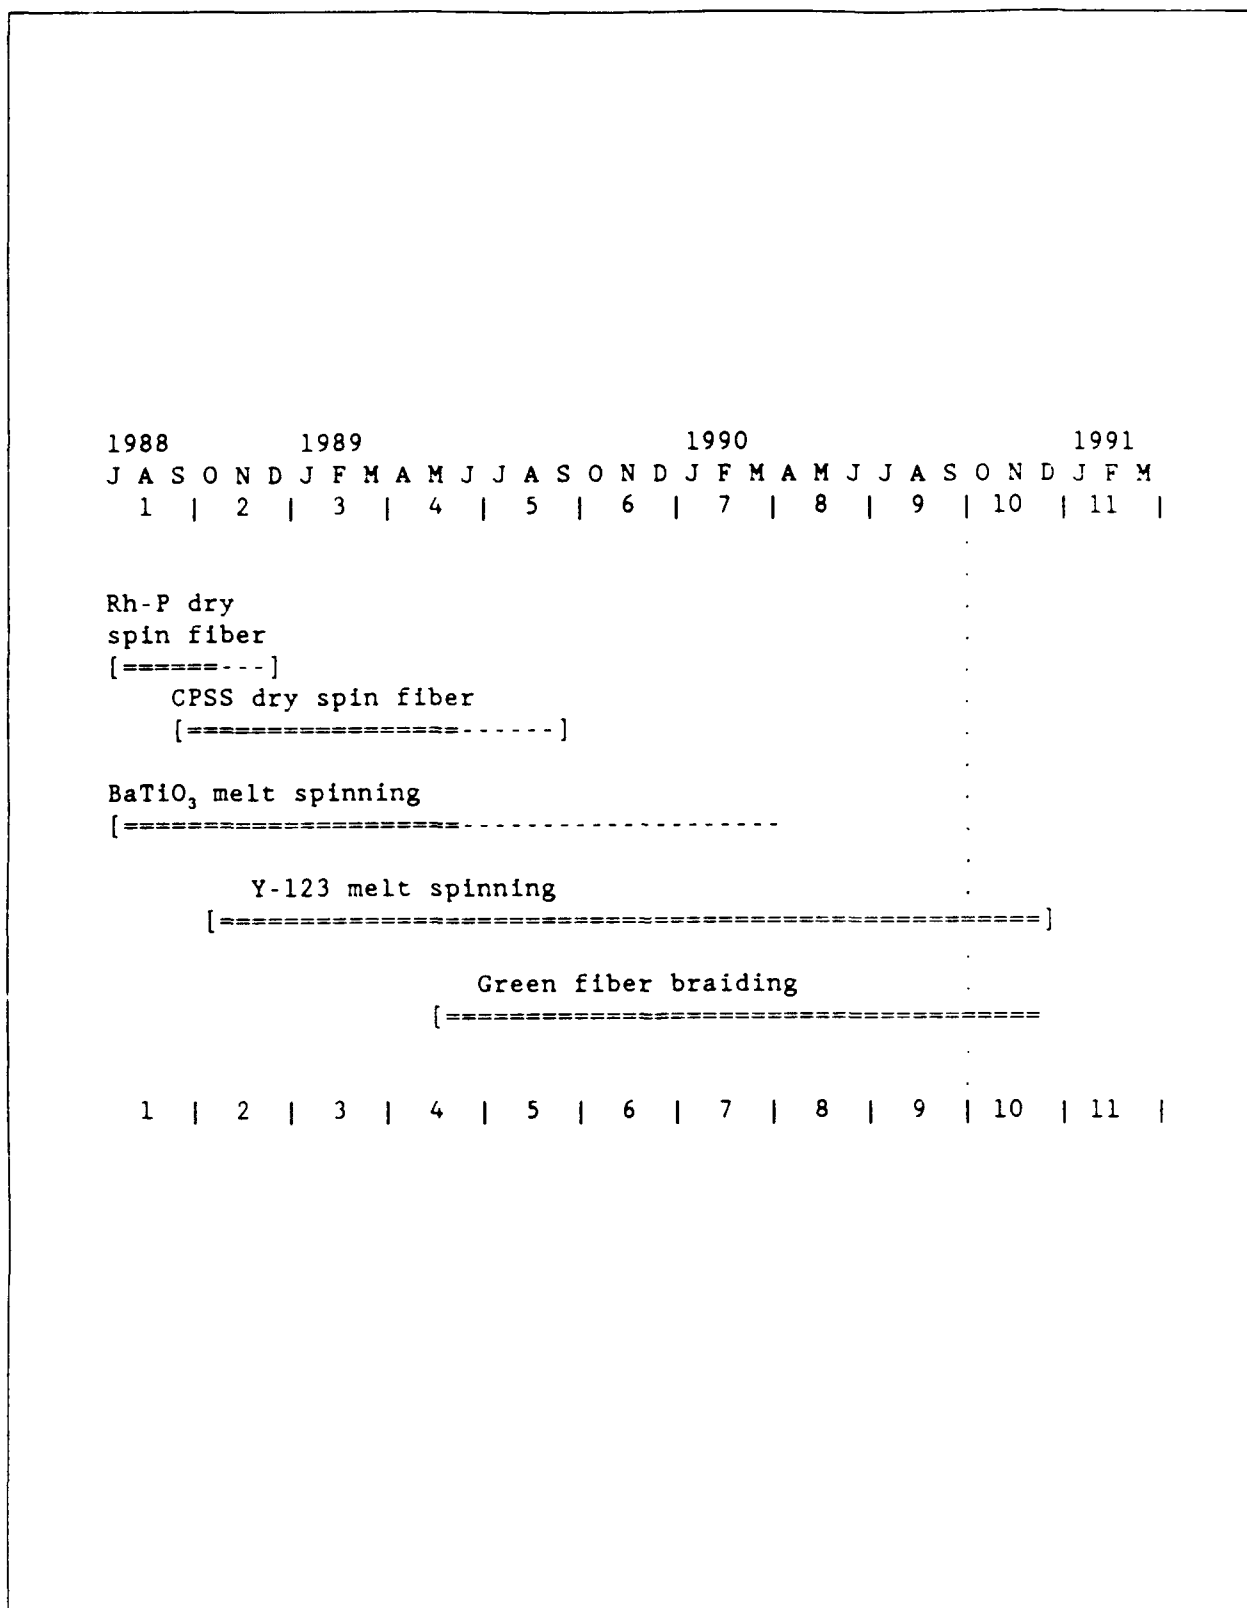 1988 1989 1990 1991
J A S O N D J F M A M J J A S O N D J F M A M J J A S O N D J F M
1 | 2 | 3 | 4 | 5 | 6 | 7 | 8 | 9 | 10 | 11 |
Rh-P dry
spin fiber
[======---]
CPSS dry spin fiber
[=================------]
BaTiO₃ melt spinning
[=====================--------------------
Y-123 melt spinning
[===================================================]
Green fiber braiding
[=====================================
1 | 2 | 3 | 4 | 5 | 6 | 7 | 8 | 9 | 10 | 11 |